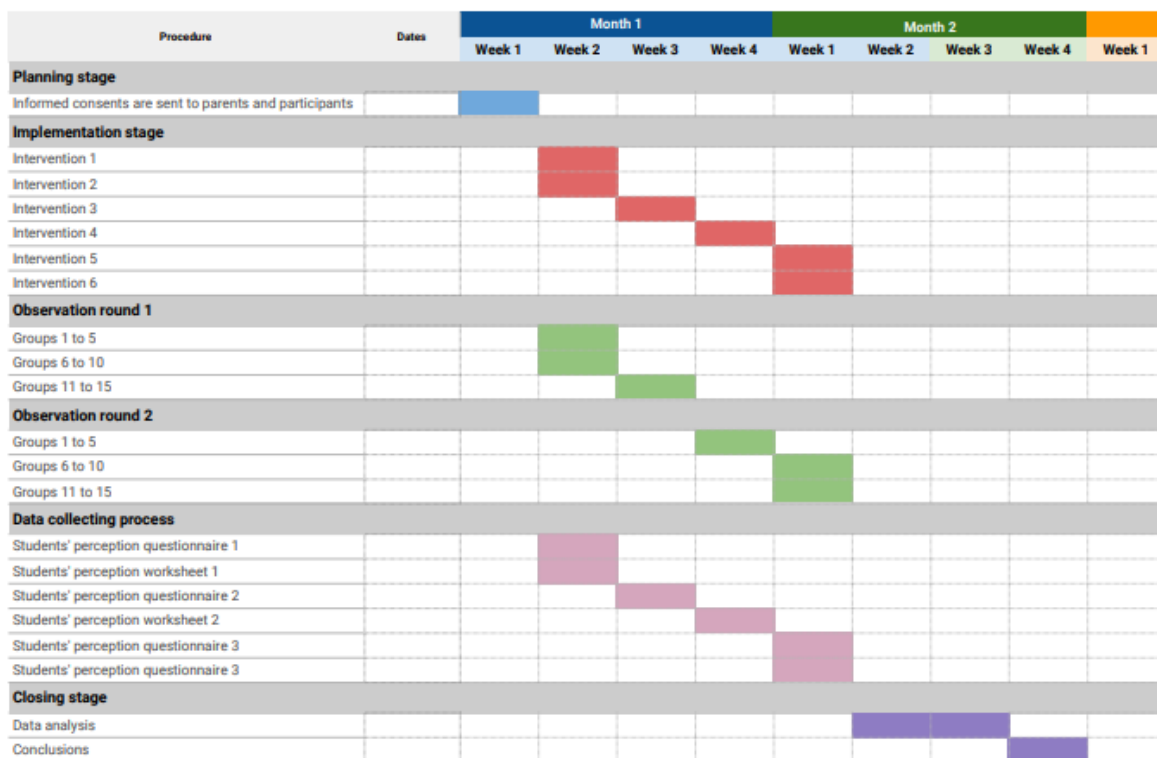 Procedure Dates Month 1 Month 2
Week 1 Week 2 Week 3 Week 4 Week 1 Week 2 Week 3 Week 4 Week 1
Planning stage
Informed consents are sent to parents and participants
Implementation stage
Intervention 1
Intervention 2
Intervention 3
Intervention 4
Intervention 5
Intervention 6
Observation round 1
Groups 1 to 5
Groups 6 to 10
Groups 11 to 15
Observation round 2
Groups 1 to 5
Groups 6 to 10
Groups 11 to 15
Data collecting process
Students' perception questionnaire 1
Students' perception worksheet 1
Students' perception questionnaire 2
Students' perception worksheet 2
Students' perception questionnaire 3
Students' perception questionnaire 3
Closing stage
Data analysis
Conclusions